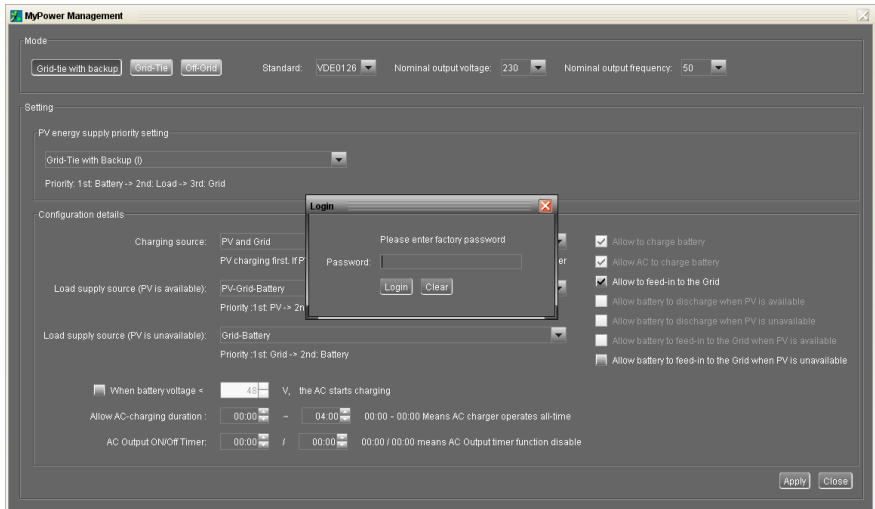 MyPower Management
Mode
Grid-tie with backup Grid-Tie Off-Grid Standard: VDE0126 Nominal output voltage: 230 Nominal output frequency: 50
Setting
PV energy supply priority setting
Grid-Tie with Backup (I)
Priority: 1st: Battery -> 2nd: Load -> 3rd: Grid
Configuration details
Login
Please enter factory password
Password:
Login Clear
Charging source: PV and Grid
PV charging first. If P er
Load supply source (PV is available): PV-Grid-Battery
Priority :1st: PV -> 2n
Load supply source (PV is unavailable): Grid-Battery
Priority :1st: Grid -> 2nd: Battery
Allow to charge battery
Allow AC to charge battery
Allow to feed-in to the Grid
Allow battery to discharge when PV is available
Allow battery to discharge when PV is unavailable
Allow battery to feed-in to the Grid when PV is available
Allow battery to feed-in to the Grid when PV is unavailable
When battery voltage < 48 V, the AC starts charging
Allow AC-charging duration : 00:00 – 04:00 00:00 – 00:00 Means AC charger operates all-time
AC Output ON/Off Timer: 00:00 / 00:00 00:00 / 00:00 means AC Output timer function disable
Apply Close